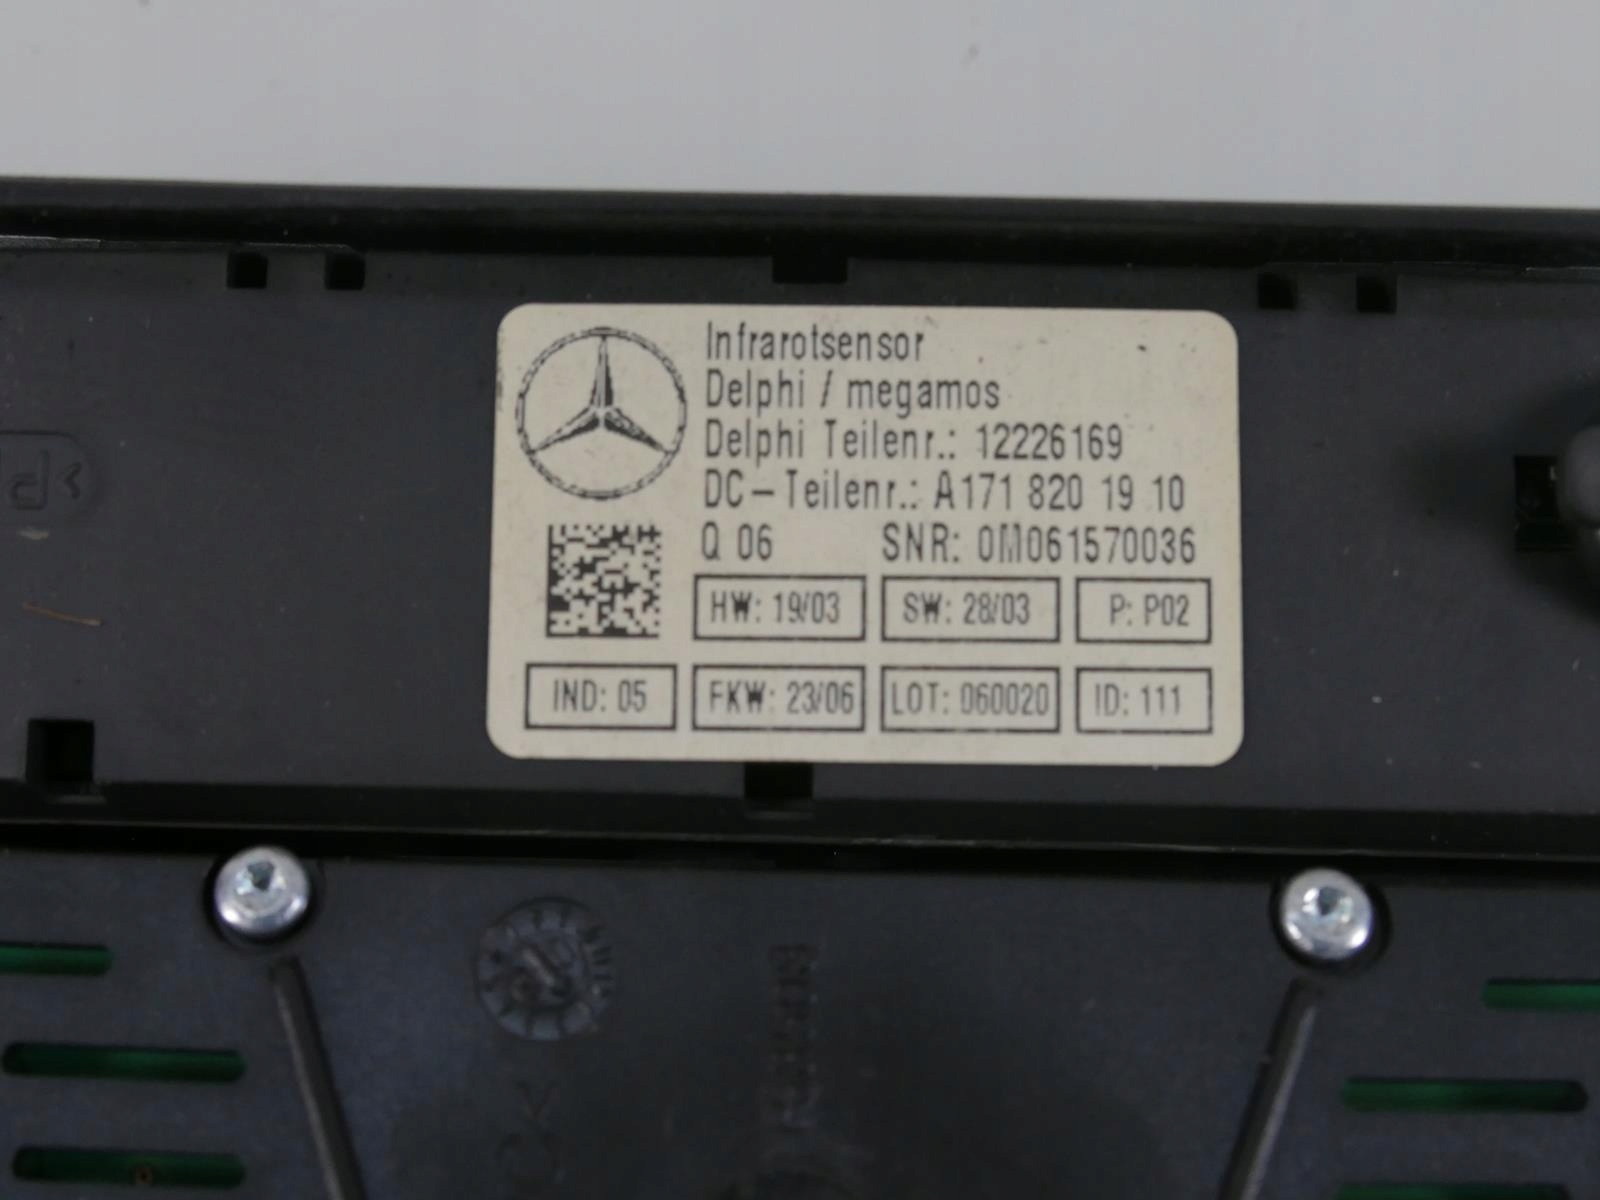 Infrarotsensor
Delphi / megamos
Delphi Teilenr.: 12226169
DC-Teilenr.: A171 820 19 10
Q 06 SNR: 0M061570036
HW: 19/03 SW: 28/03 P: P02
IND: 05 FKW: 23/06 LOT: 060020 ID: 111